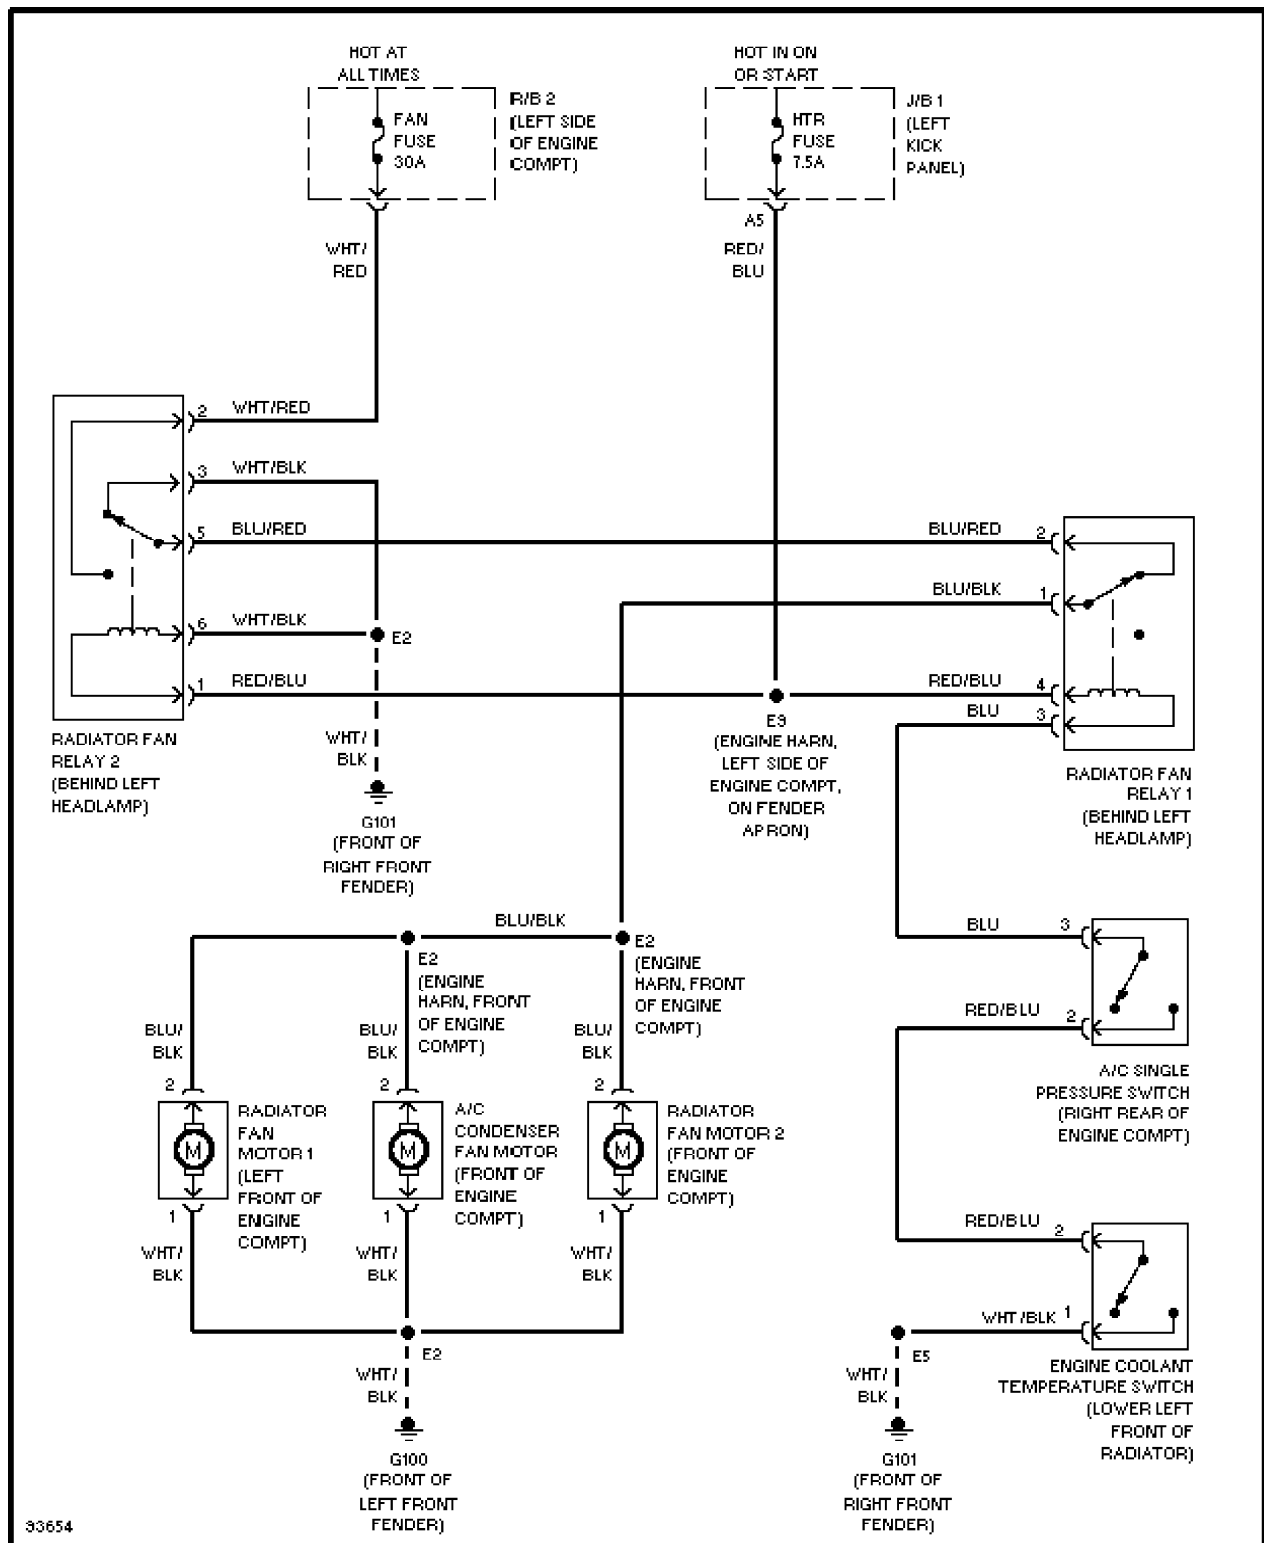 HOT AT
ALL TIMES
FAN
FUSE
30A
R/B 2
(LEFT SIDE
OF ENGINE
COMPT)
HOT IN ON
OR START
HTR
FUSE
7.5A
J/B 1
(LEFT
KICK
PANEL)
WHT/
RED
A5
RED/
BLU
2 WHT/RED
3 WHT/BLK
5 BLU/RED
6 WHT/BLK
E2
1 RED/BLU
RADIATOR FAN
RELAY 2
(BEHIND LEFT
HEADLAMP)
WHT/
BLK
G101
(FRONT OF
RIGHT FRONT
FENDER)
BLU/RED 2
BLU/BLK 1
RED/BLU 4
BLU 3
E9
(ENGINE HARN,
LEFT SIDE OF
ENGINE COMPT,
ON FENDER
APRON)
RADIATOR FAN
RELAY 1
(BEHIND LEFT
HEADLAMP)
BLU/BLK
E2
(ENGINE
HARN, FRONT
OF ENGINE
COMPT)
E2
(ENGINE
HARN, FRONT
OF ENGINE
COMPT)
BLU 3
RED/BLU 2
A/C SINGLE
PRESSURE SWITCH
(RIGHT REAR OF
ENGINE COMPT)
BLU/
BLK
2
M
1
WHT/
BLK
RADIATOR
FAN
MOTOR 1
(LEFT
FRONT OF
ENGINE
COMPT)
BLU/
BLK
2
M
1
WHT/
BLK
A/C
CONDENSER
FAN MOTOR
(FRONT OF
ENGINE
COMPT)
BLU/
BLK
2
M
1
WHT/
BLK
RADIATOR
FAN MOTOR 2
(FRONT OF
ENGINE
COMPT)
E2
WHT/
BLK
G100
(FRONT OF
LEFT FRONT
FENDER)
RED/BLU 2
WHT/BLK 1
E5
WHT/
BLK
G101
(FRONT OF
RIGHT FRONT
FENDER)
ENGINE COOLANT
TEMPERATURE SWITCH
(LOWER LEFT
FRONT OF
RADIATOR)
93654